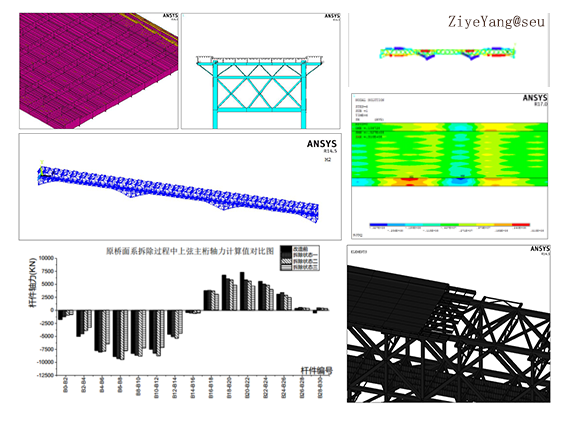 ANSYS
ANSYS
ZiyeYang@seu
ANSYS
R17.0
NODAL SOLUTION
ANSYS
R14.5
ELEMENTS
ANSYS
原桥面系拆除过程中上弦主桁轴力计算值对比图
改造前
拆除状态一
拆除状态二
拆除状态三
杆件轴力(KN)
10000
7500
5000
2500
0
-2500
-5000
-7500
-10000
-12500
B0-B2
B2-B4
B4-B6
B6-B8
B8-B10
B10-B12
B12-B14
B14-B16
B16-B18
B18-B20
B20-B22
B22-B24
B24-B26
B26-B28
B28-B30
杆件编号